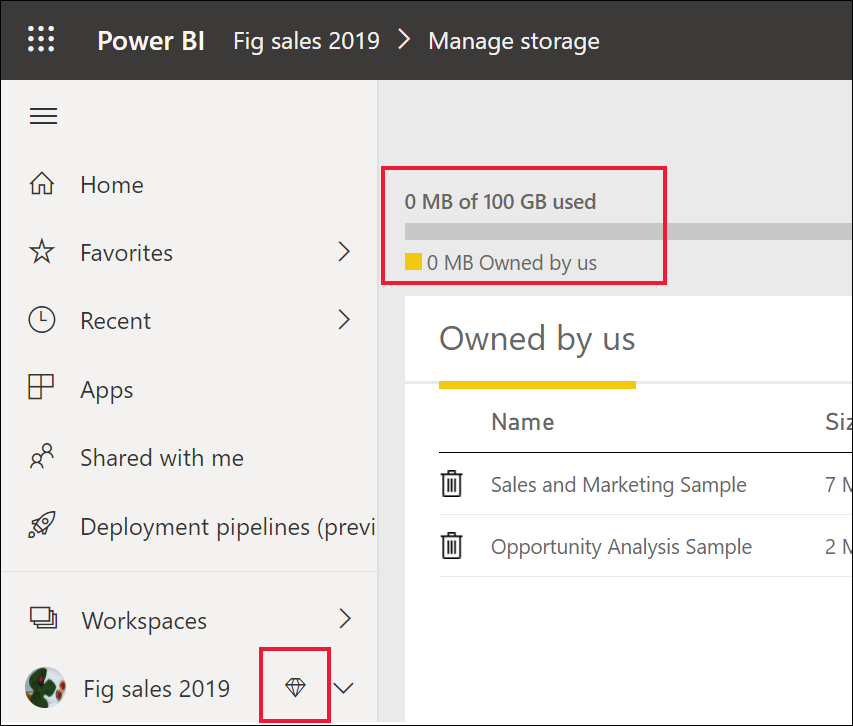 Power BI Fig sales 2019 > Manage storage
Home
Favorites
Recent
Apps
Shared with me
Deployment pipelines (previ
Workspaces
Fig sales 2019
0 MB of 100 GB used
0 MB Owned by us
Owned by us
Name Siz
Sales and Marketing Sample 7 M
Opportunity Analysis Sample 2 M